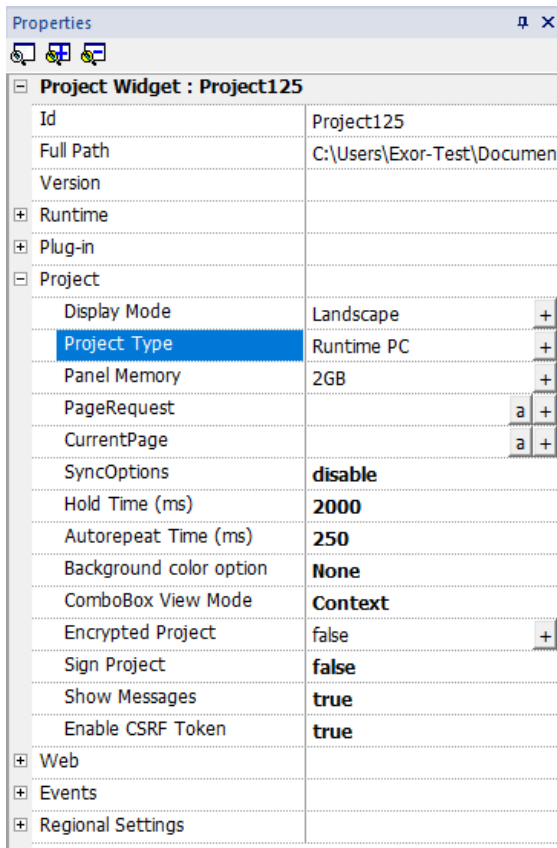 Properties
Project Widget : Project125
Id Project125
Full Path C:\Users\Exor-Test\Documen
Version
Runtime
Plug-in
Project
Display Mode Landscape +
Project Type Runtime PC +
Panel Memory 2GB +
PageRequest a +
CurrentPage a +
SyncOptions disable
Hold Time (ms) 2000
Autorepeat Time (ms) 250
Background color option None
ComboBox View Mode Context
Encrypted Project false +
Sign Project false
Show Messages true
Enable CSRF Token true
Web
Events
Regional Settings